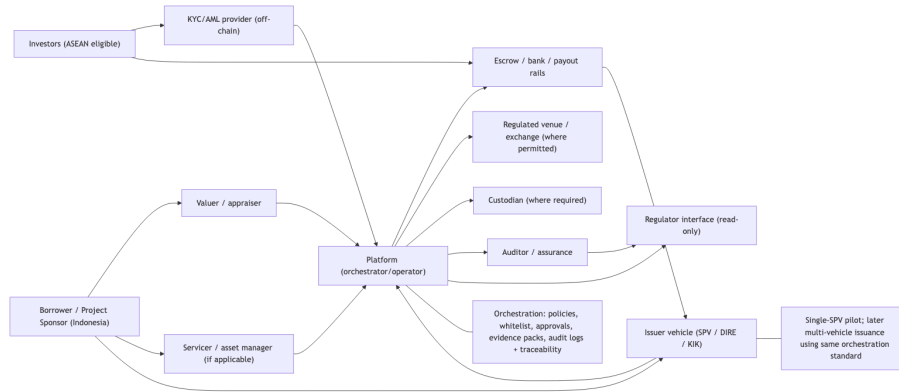 KYC/AML provider (off-
chain)
Investors (ASEAN eligible)
Escrow / bank / payout
rails
Regulated venue /
exchange (where
permitted)
Valuer / appraiser
Custodian (where required)
Regulator interface (read-
only)
Platform
(orchestrator/operator)
Auditor / assurance
Borrower / Project
Sponsor (Indonesia)
Servicer / asset manager
(if applicable)
Orchestration: policies,
whitelist, approvals,
evidence packs, audit logs
+ traceability
Issuer vehicle (SPV / DIRE
/ KIK)
Single-SPV pilot; later
multi-vehicle issuance
using same orchestration
standard